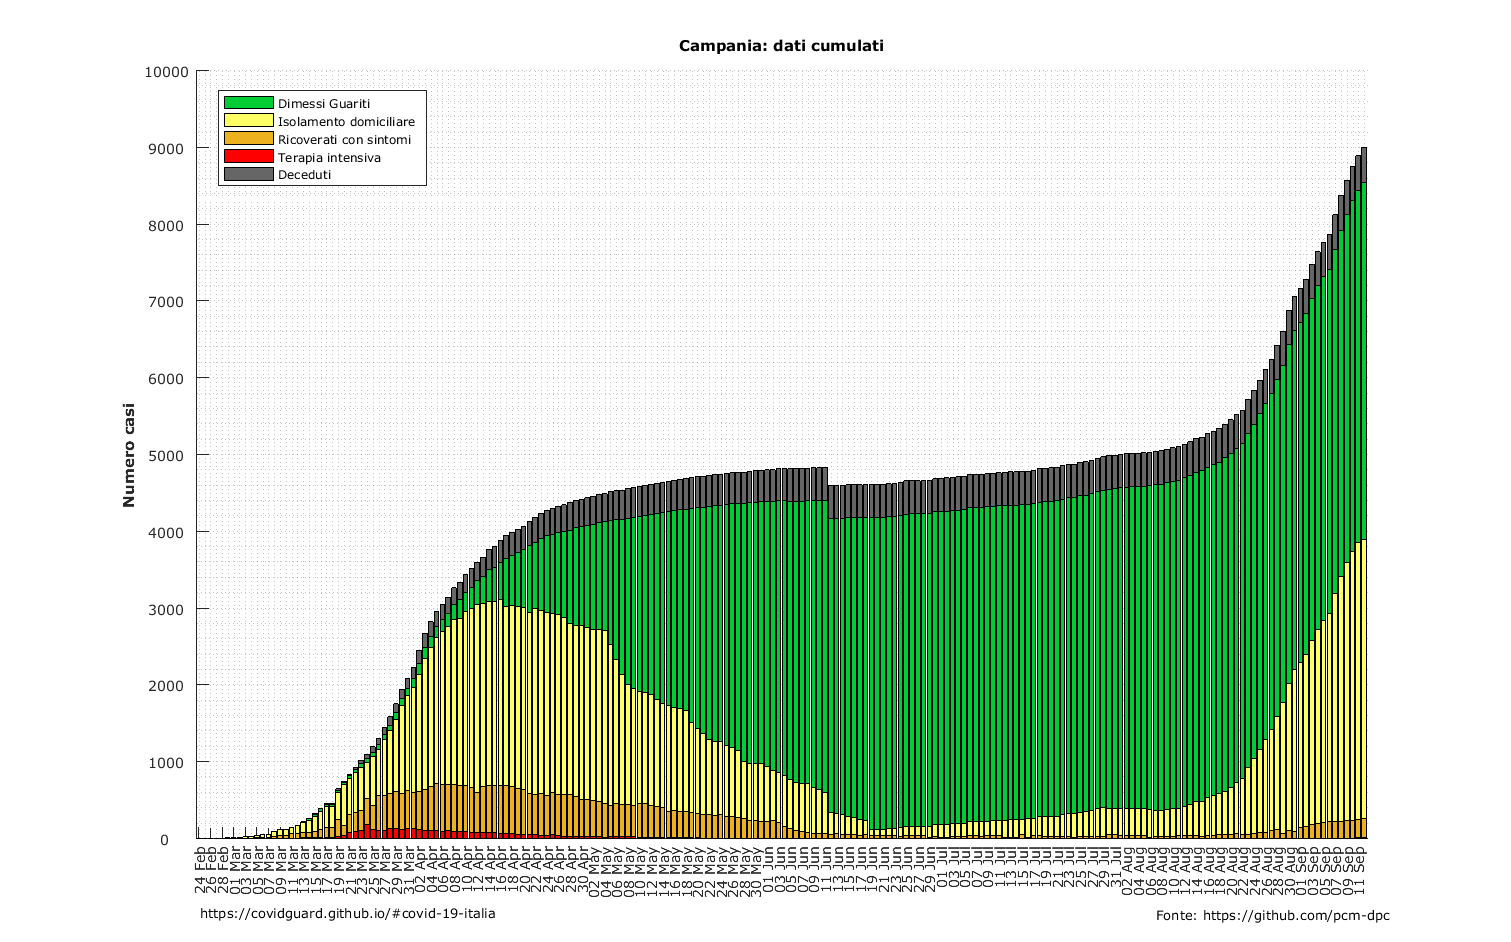 Campania: dati cumulati
10000
9000
8000
7000
6000
5000
4000
3000
2000
1000
0
Numero casi
Dimessi Guariti
Isolamento domiciliare
Ricoverati con sintomi
Terapia intensiva
Deceduti
24 Feb
26 Feb
28 Feb
01 Mar
03 Mar
05 Mar
07 Mar
09 Mar
11 Mar
13 Mar
15 Mar
17 Mar
19 Mar
21 Mar
23 Mar
25 Mar
27 Mar
29 Mar
31 Mar
02 Apr
04 Apr
06 Apr
08 Apr
10 Apr
12 Apr
14 Apr
16 Apr
18 Apr
20 Apr
22 Apr
24 Apr
26 Apr
28 Apr
30 Apr
02 May
04 May
06 May
08 May
10 May
12 May
14 May
16 May
18 May
20 May
22 May
24 May
26 May
28 May
30 May
01 Jun
03 Jun
05 Jun
07 Jun
09 Jun
11 Jun
13 Jun
15 Jun
17 Jun
19 Jun
21 Jun
23 Jun
25 Jun
27 Jun
29 Jun
01 Jul
03 Jul
05 Jul
07 Jul
09 Jul
11 Jul
13 Jul
15 Jul
17 Jul
19 Jul
21 Jul
23 Jul
25 Jul
27 Jul
29 Jul
31 Jul
02 Aug
04 Aug
06 Aug
08 Aug
10 Aug
12 Aug
14 Aug
16 Aug
18 Aug
20 Aug
22 Aug
24 Aug
26 Aug
28 Aug
30 Aug
01 Sep
03 Sep
05 Sep
07 Sep
09 Sep
11 Sep
https://covidguard.github.io/#covid-19-italia
Fonte: https://github.com/pcm-dpc